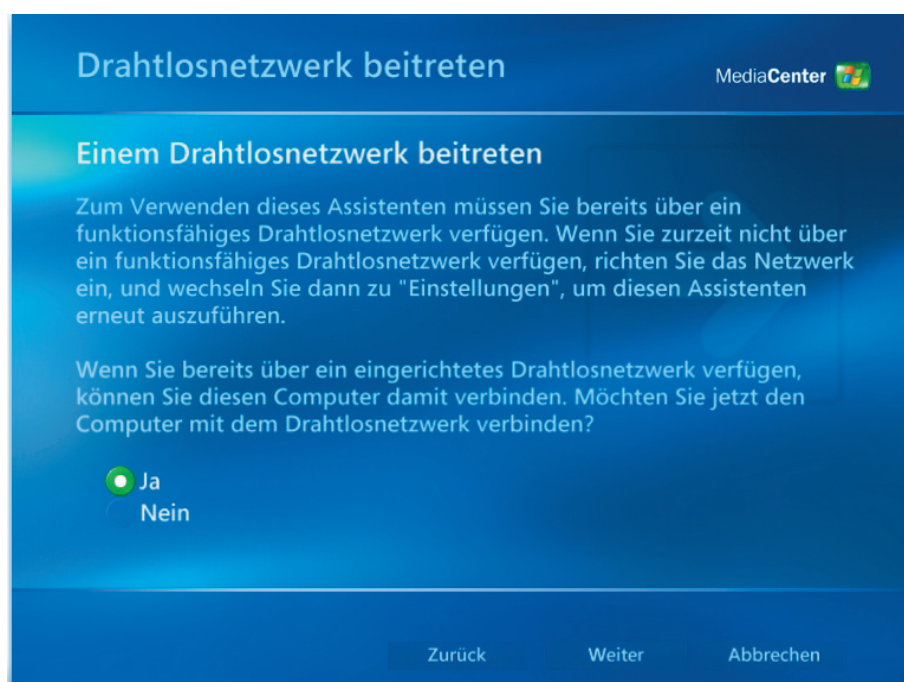 Drahtlosnetzwerk beitreten
MediaCenter
Einem Drahtlosnetzwerk beitreten
Zum Verwenden dieses Assistenten müssen Sie bereits über ein
funktionsfähiges Drahtlosnetzwerk verfügen. Wenn Sie zurzeit nicht über
ein funktionsfähiges Drahtlosnetzwerk verfügen, richten Sie das Netzwerk
ein, und wechseln Sie dann zu "Einstellungen", um diesen Assistenten
erneut auszuführen.
Wenn Sie bereits über ein eingerichtetes Drahtlosnetzwerk verfügen,
können Sie diesen Computer damit verbinden. Möchten Sie jetzt den
Computer mit dem Drahtlosnetzwerk verbinden?
Ja
Nein
Zurück Weiter Abbrechen